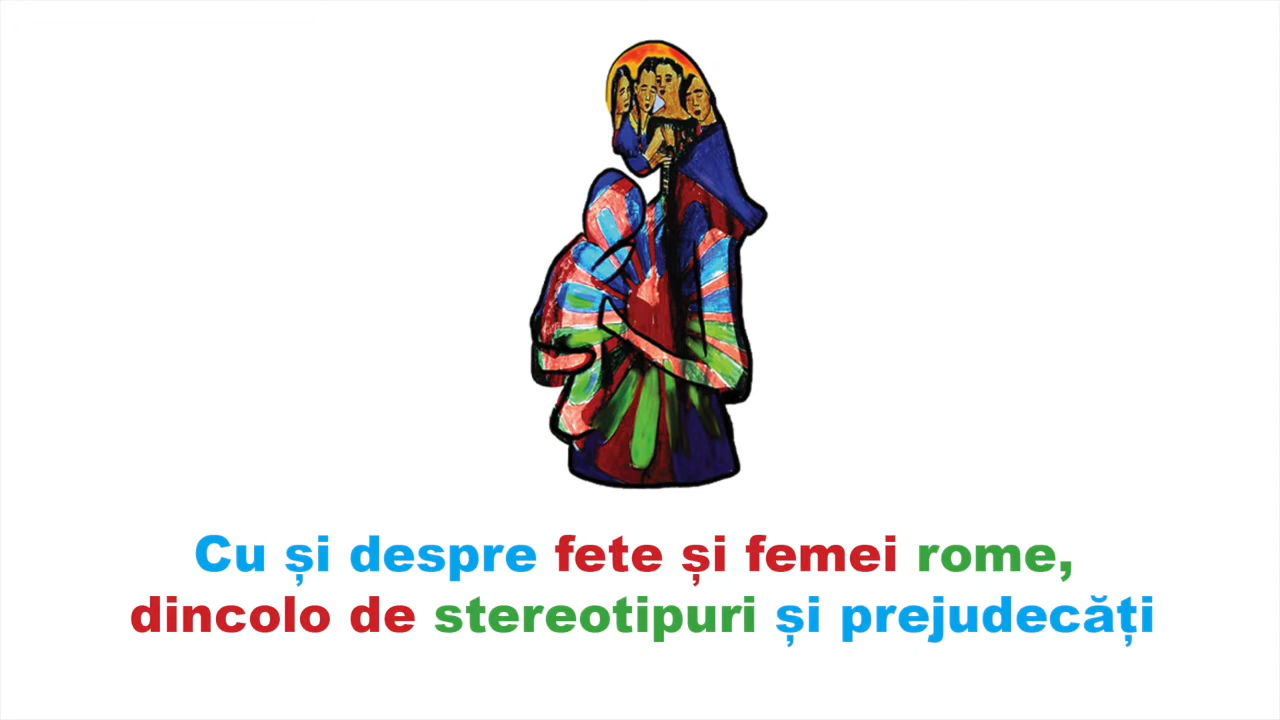 Cu și despre fete și femei rome,
dincolo de stereotipuri și prejudecăți